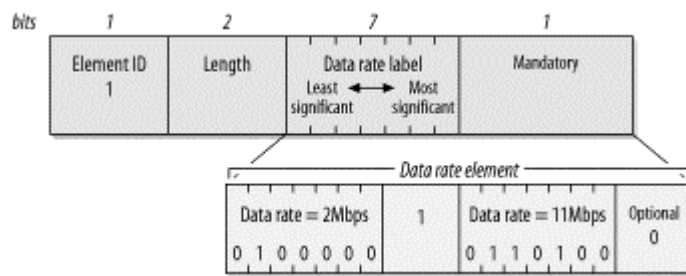 bits 1 2 7 1
Element ID
1
Length
Data rate label
Least
significant
Most
significant
Mandatory
Data rate element
Data rate = 2Mbps
0 1 0 0 0 0 0
1
Data rate = 11Mbps
0 1 1 0 1 0 0
Optional
0